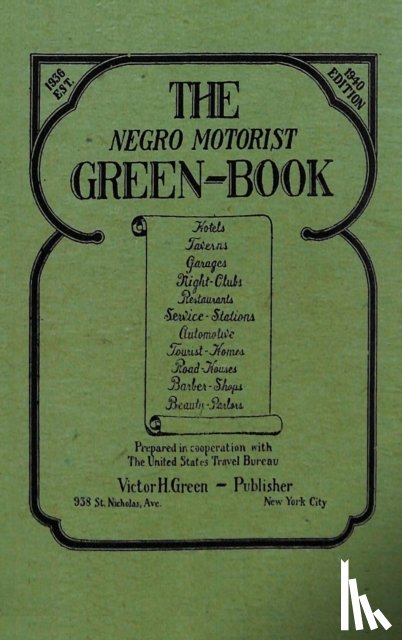 1936
EST.
1940
EDITION
THE
NEGRO MOTORIST
GREEN-BOOK
Hotels
Taverns
Garages
Night-Clubs
Restaurants
Service-Stations
Automotive
Tourist-Homes
Road-Houses
Barber-Shops
Beauty-Parlors
Prepared in cooperation with
The United States Travel Bureau
Victor H. Green - Publisher
938 St. Nicholas, Ave. New York City